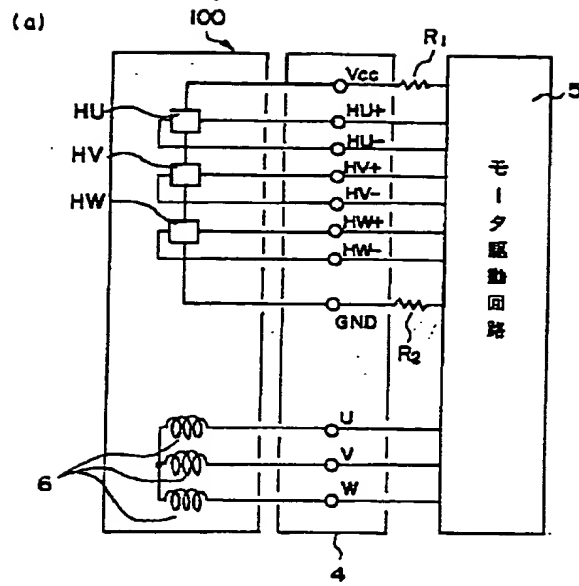 (a)
100
R1
Vcc
5
HU
HU+
HU-
HV
HV+
HV-
HW
HW+
HW-
GND
R2
モータ駆動回路
U
V
6
W
4